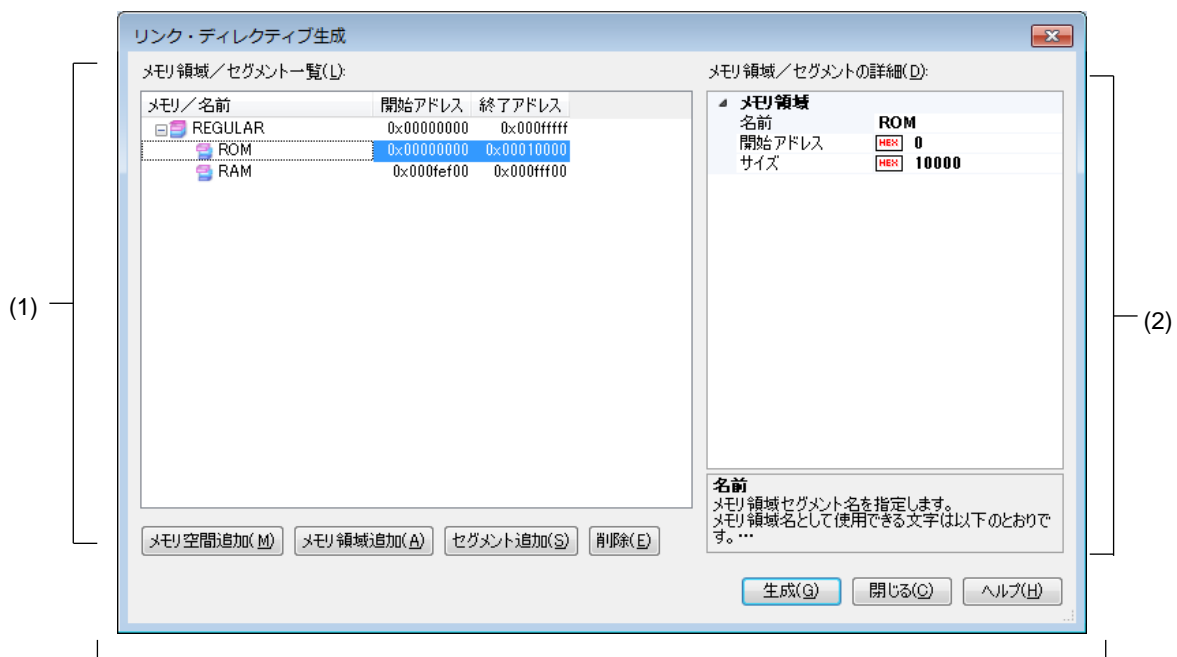 リンク・ディレクティブ生成
メモリ領域／セグメント一覧(L):
メモリ／名前 開始アドレス 終了アドレス
REGULAR 0x00000000 0x000fffff
ROM 0x00000000 0x00010000
RAM 0x000fef00 0x000fff00
メモリ空間追加(M) メモリ領域追加(A) セグメント追加(S) 削除(E)
メモリ領域／セグメントの詳細(D):
メモリ領域
名前 ROM
開始アドレス HEX 0
サイズ HEX 10000
名前
メモリ領域セグメント名を指定します。
メモリ領域名として使用できる文字は以下のとおりで
す。…
生成(G) 閉じる(C) ヘルプ(H)
(1)
(2)